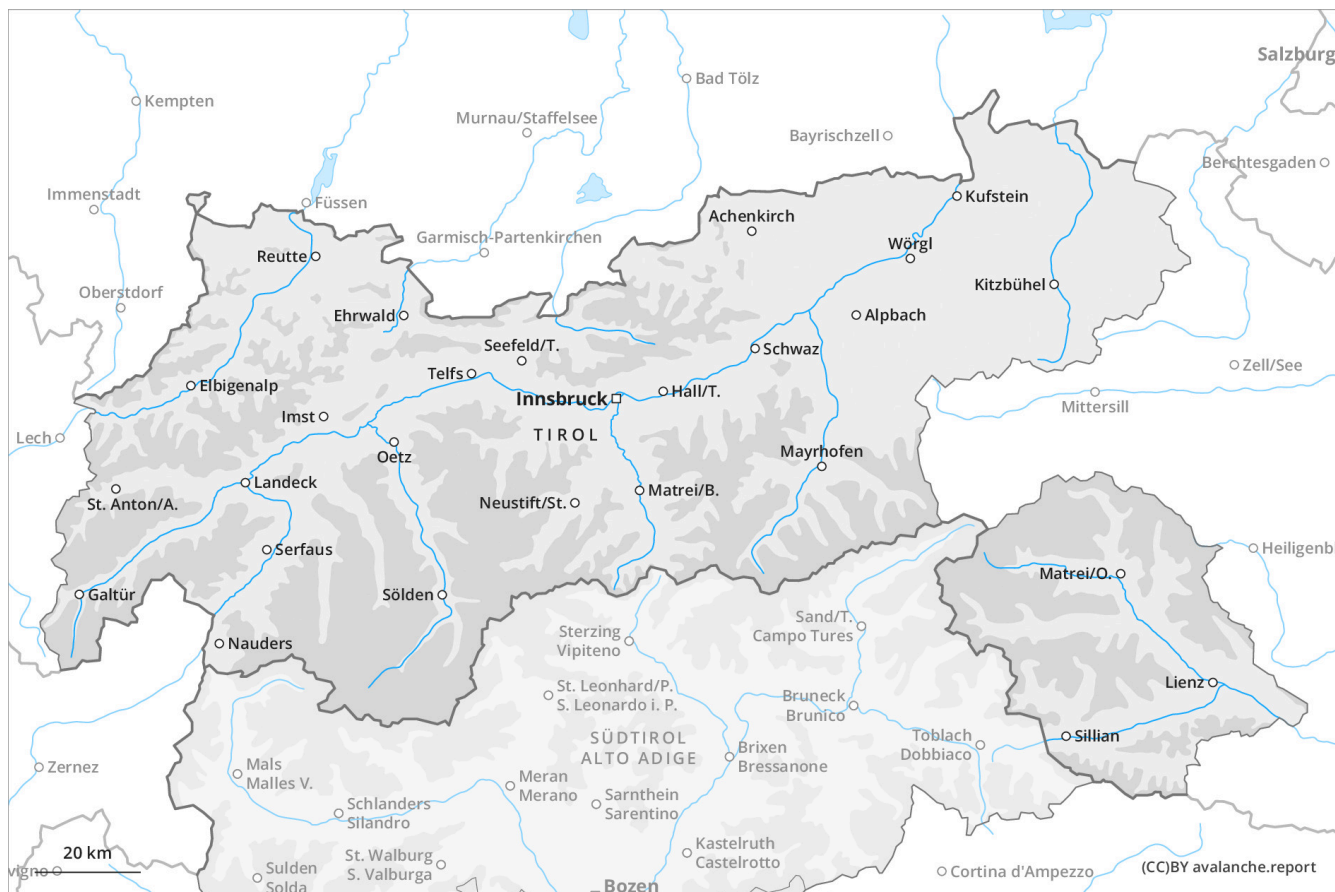 Salzburg
Kempten
Bad Tölz
Murnau/Staffelsee
Bayrischzell
Berchtesgaden
Immenstadt
Füssen
Kufstein
Achenkirch
Garmisch-Partenkirchen
Wörgl
Reutte
Oberstdorf
Kitzbühel
Ehrwald
Alpbach
Seefeld/T.
Schwaz
Zell/See
Telfs
Elbigenalp
Hall/T.
Innsbruck
Mittersill
Imst
TIROL
Lech
Oetz
Mayrhofen
Landeck
St. Anton/A.
Neustift/St.
Matrei/B.
Serfaus
Heiligenb
Matrei/O.
Galtür
Sölden
Sand/T.
Campo Tures
Sterzing
Vipiteno
Nauders
Lienz
St. Leonhard/P.
S. Leonardo i. P.
Bruneck
Brunico
SÜDTIROL
ALTO ADIGE
Toblach
Dobbiaco
Sillian
Brixen
Bressanone
Zernez
Mals
Malles V.
Meran
Merano
Schlanders
Silandro
Sarnthein
Sarentino
20 km
Kastelruth
Castelrotto
St. Walburg
S. Valburga
vigno
Sulden
Solda
Cortina d'Ampezzo
(CC)BY avalanche.report
Bozen